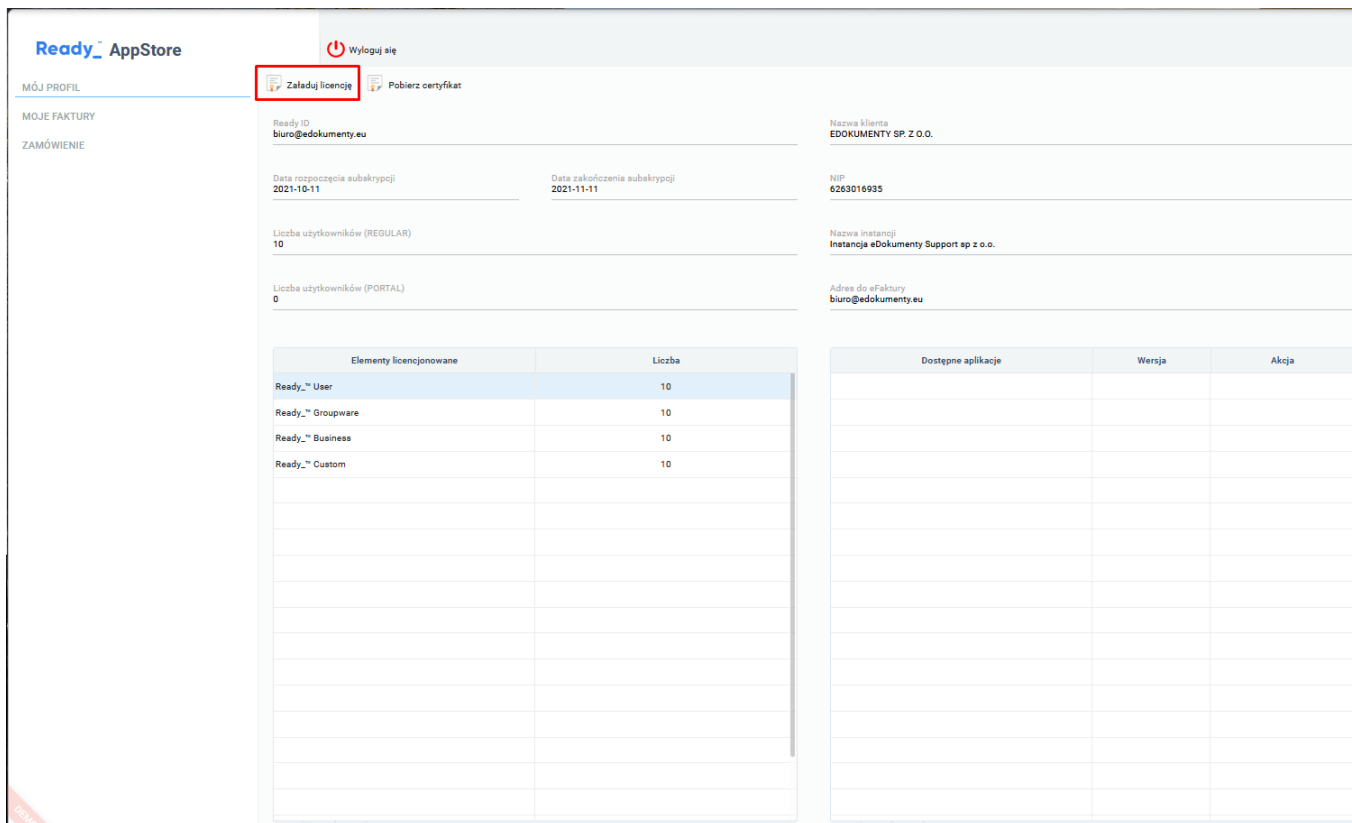 Ready_™ AppStore
Wyloguj się
MÓJ PROFIL
MOJE FAKTURY
ZAMÓWIENIE
Załaduj licencję
Pobierz certyfikat
Ready ID
biuro@edokumenty.eu
Nazwa klienta
EDOKUMENTY SP. Z O.O.
Data rozpoczęcia subskrypcji
2021-10-11
Data zakończenia subskrypcji
2021-11-11
NIP
6263016935
Liczba użytkowników (REGULAR)
10
Nazwa instancji
Instancja eDokumenty Support sp z o.o.
Liczba użytkowników (PORTAL)
0
Adres do eFaktury
biuro@edokumenty.eu
Elementy licencjonowane Liczba
Ready_™ User 10
Ready_™ Groupware 10
Ready_™ Business 10
Ready_™ Custom 10
Dostępne aplikacje Wersja Akcja